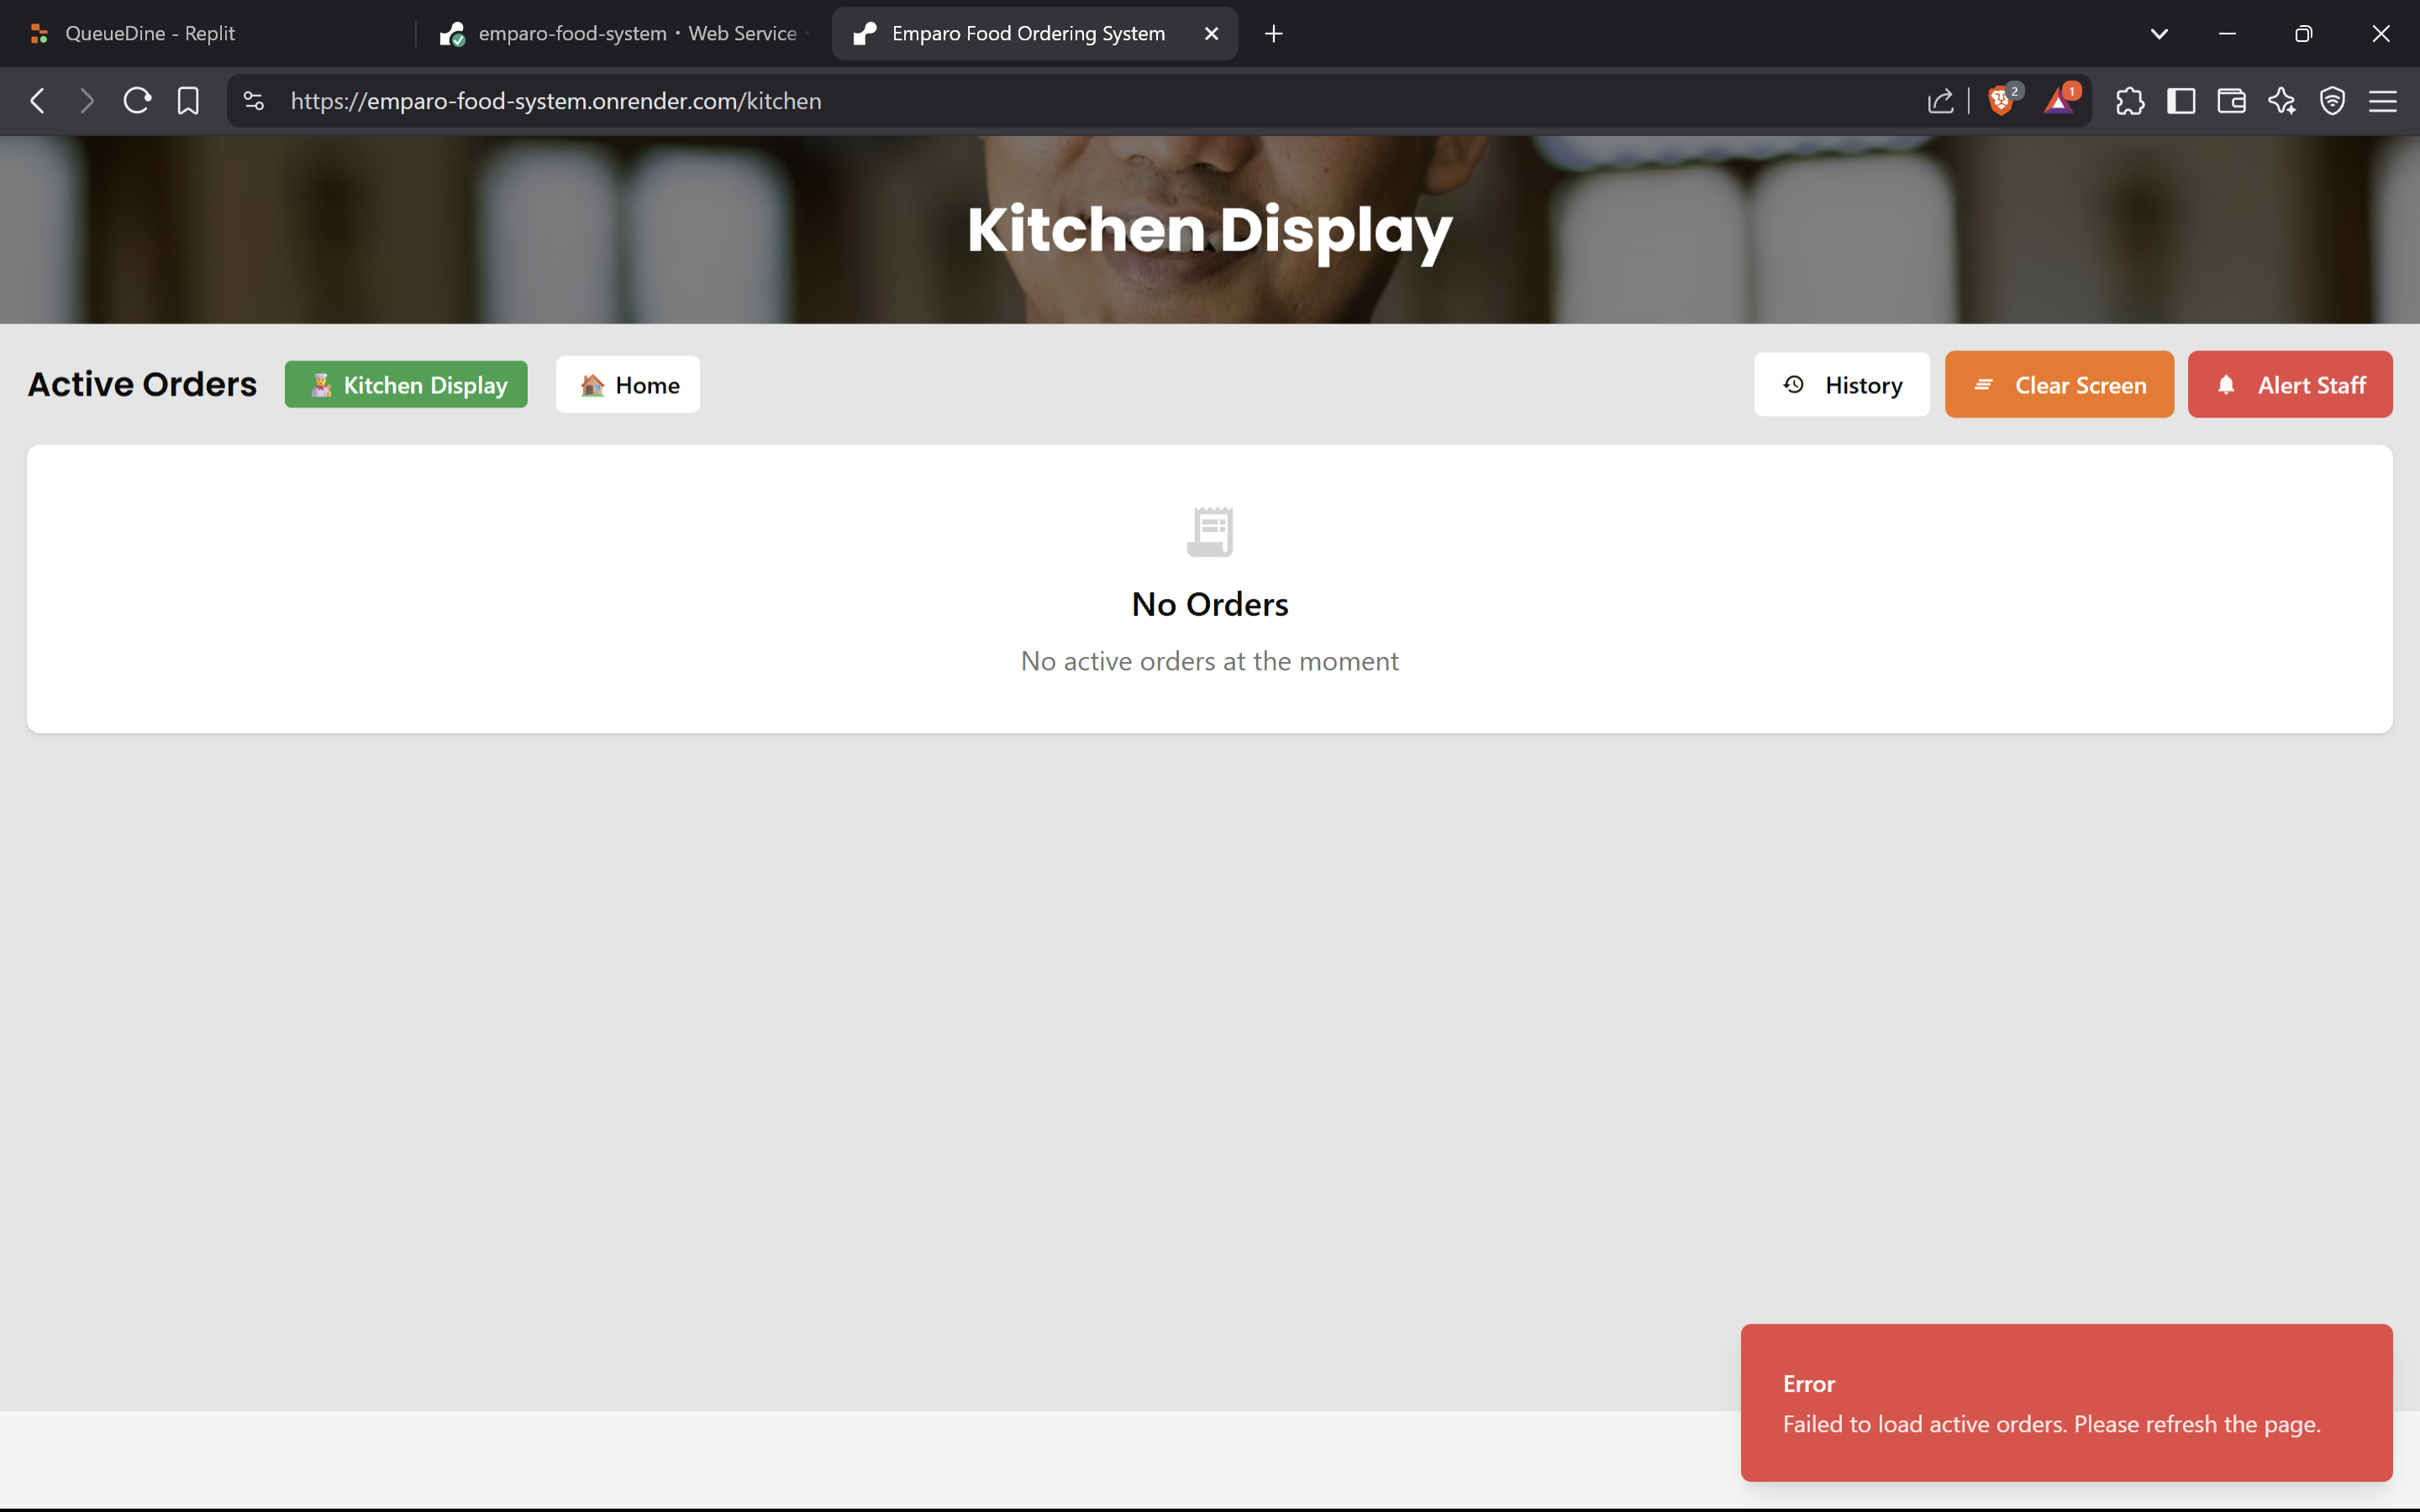 QueueDine - Replit
emparo-food-system • Web Service
Emparo Food Ordering System
https://emparo-food-system.onrender.com/kitchen
2
1
Kitchen Display
Active Orders
Kitchen Display
Home
History
Clear Screen
Alert Staff
No Orders
No active orders at the moment
Error
Failed to load active orders. Please refresh the page.